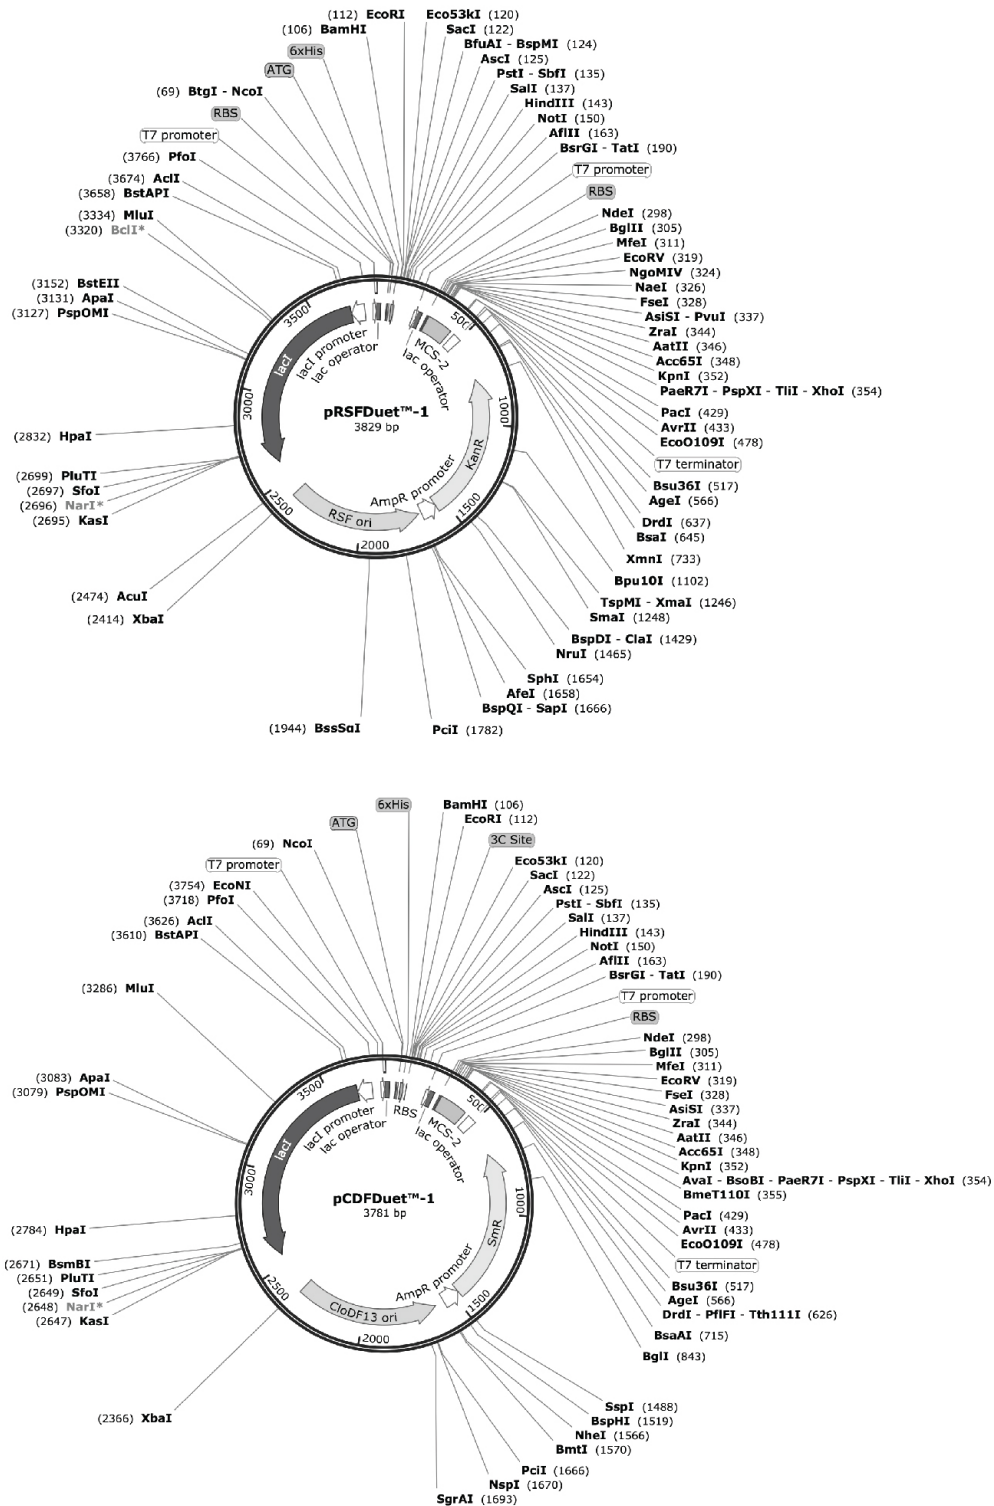 (112) EcoRI
Eco53kI (120)
(106) BamHI
SacI (122)
6xHis
BfuAI - BspMI (124)
AscI (125)
ATG
PstI - SbfI (135)
(69) BtgI - NcoI
SalI (137)
HindIII (143)
RBS
NotI (150)
T7 promoter
AflII (163)
BsrGI - TatI (190)
(3766) PfoI
T7 promoter
(3674) AclI
(3658) BstAPI
RBS
(3334) MluI
NdeI (298)
(3320) BclI*
BglII (305)
MfeI (311)
EcoRV (319)
NgoMIV (324)
(3152) BstEII
NaeI (326)
(3131) ApaI
FseI (328)
(3127) PspOMI
AsiSI - PvuI (337)
ZraI (344)
AatII (346)
Acc65I (348)
KpnI (352)
PaeR7I - PspXI - TliI - XhoI (354)
PacI (429)
AvrII (433)
EcoO109I (478)
T7 terminator
Bsu36I (517)
AgeI (566)
DrdI (637)
BsaI (645)
XmnI (733)
Bpu10I (1102)
TspMI - XmaI (1246)
SmaI (1248)
BspDI - ClaI (1429)
NruI (1465)
SphI (1654)
AfeI (1658)
BspQI - SapI (1666)
PciI (1782)
(1944) BssSαI
(2832) HpaI
(2699) PluTI
(2697) SfoI
(2696) NarI*
(2695) KasI
(2474) AcuI
(2414) XbaI
3500
500
lacI
lacI promoter
lac operator
MCS-2
lac operator
3000
1000
pRSFDuet™-1
3829 bp
KanR
AmpR promoter
RSF ori
2500
1500
2000
6xHis
BamHI (106)
EcoRI (112)
ATG
3C Site
(69) NcoI
Eco53kI (120)
T7 promoter
SacI (122)
(3754) EcoNI
AscI (125)
(3718) PfoI
PstI - SbfI (135)
(3626) AclI
SalI (137)
(3610) BstAPI
HindIII (143)
NotI (150)
AflII (163)
BsrGI - TatI (190)
(3286) MluI
T7 promoter
RBS
NdeI (298)
BglII (305)
MfeI (311)
(3083) ApaI
EcoRV (319)
(3079) PspOMI
FseI (328)
AsiSI (337)
ZraI (344)
AatII (346)
Acc65I (348)
KpnI (352)
AvaI - BsoBI - PaeR7I - PspXI - TliI - XhoI (354)
BmeT110I (355)
PacI (429)
AvrII (433)
EcoO109I (478)
T7 terminator
Bsu36I (517)
AgeI (566)
DrdI - PflFI - Tth111I (626)
BsaAI (715)
BglI (843)
SspI (1488)
BspHI (1519)
NheI (1566)
BmtI (1570)
PciI (1666)
NspI (1670)
SgrAI (1693)
(2784) HpaI
(2671) BsmBI
(2651) PluTI
(2649) SfoI
(2648) NarI*
(2647) KasI
(2366) XbaI
3500
500
lacI
lacI promoter
lac operator
RBS
MCS-2
lac operator
3000
1000
pCDFDuet™-1
3781 bp
SmR
AmpR promoter
CloDF13 ori
2500
1500
2000